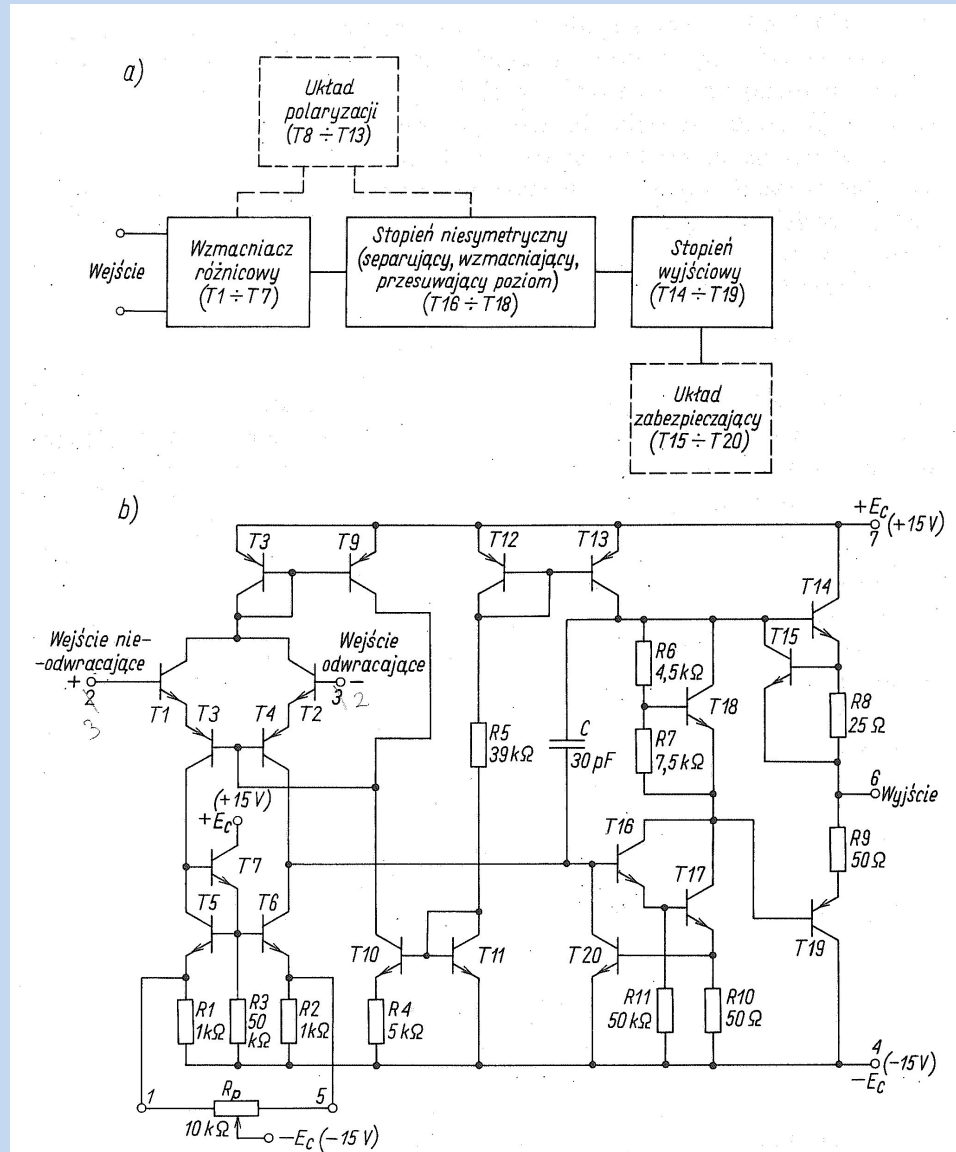 a)
Układ
polaryzacji
(T8 ÷ T13)
Wejście
Wzmacniacz
różnicowy
(T1 ÷ T7)
Stopień niesymetryczny
(separujący, wzmacniający,
przesuwający poziom)
(T16 ÷ T18)
Stopień
wyjściowy
(T14 ÷ T19)
Układ
zabezpieczający
(T15 ÷ T20)
b)
+Ec (+15 V)
7
T3
T9
T12
T13
T14
Wejście nie-
-odwracające
+
2
3
T1
Wejście
odwracające
3
-
2
T2
T3
T4
(+15 V)
+Ec
T7
T5
T6
R5
39 kΩ
C
30 pF
R6
4,5 kΩ
R7
7,5 kΩ
T18
T15
R8
25 Ω
6
Wyjście
R9
50 Ω
T16
T17
T19
T10
T11
T20
R1
1kΩ
R3
50
kΩ
R2
1kΩ
R4
5 kΩ
R11
50 kΩ
R10
50 Ω
4
(-15 V)
-Ec
1
Rp
5
10 kΩ
-Ec (-15 V)